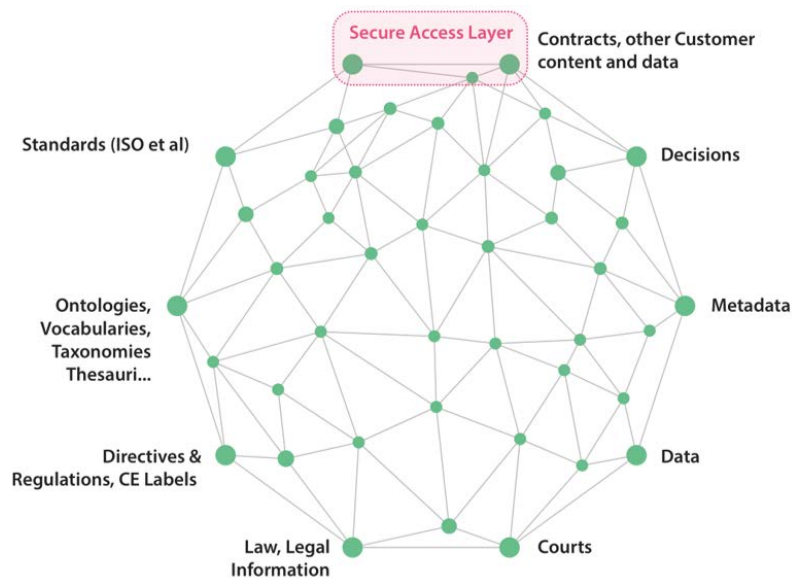 Secure Access Layer
Contracts, other Customer
content and data
Standards (ISO et al)
Decisions
Ontologies,
Vocabularies,
Taxonomies
Thesauri...
Metadata
Directives &
Regulations, CE Labels
Data
Law, Legal
Information
Courts